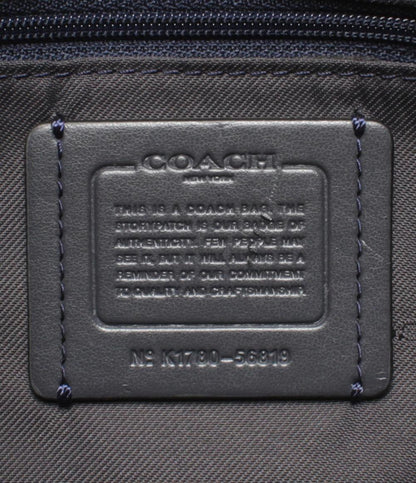 COACH
NEW YORK
THIS IS A COACH BAG. THE
STORYPATCH IS OUR BADGE OF
AUTHENTICITY. FEW PEOPLE MAY
SEE IT, BUT IT WILL ALWAYS BE A
REMINDER OF OUR COMMITMENT
TO QUALITY AND CRAFTSMANSHIP.
No K1780-56819